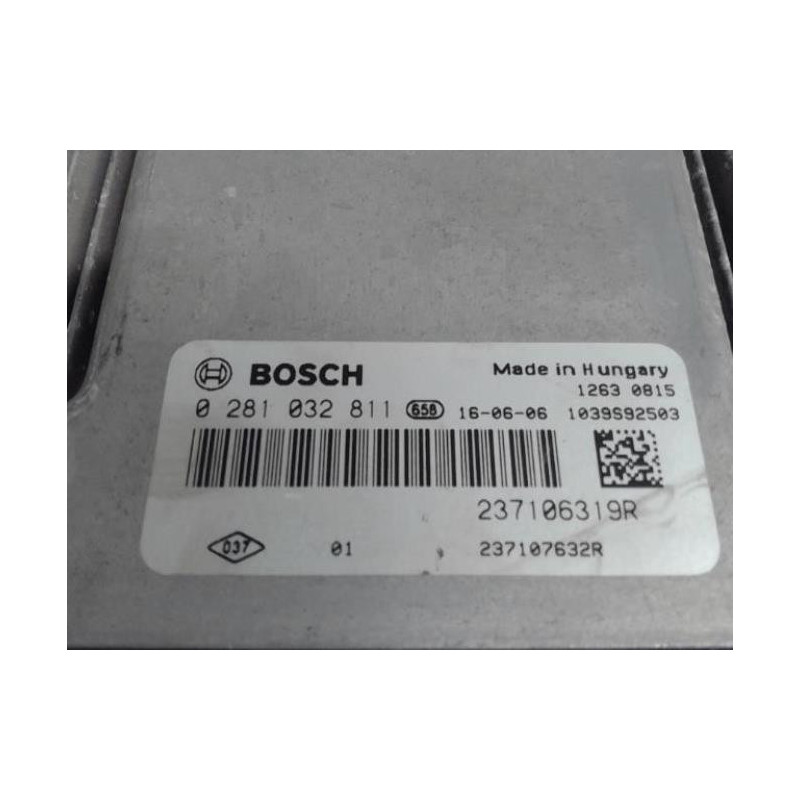 BOSCH
Made in Hungary
1263 0815
0 281 032 811 658 16-06-06 1039S92503
237106319R
037 01 237107632R